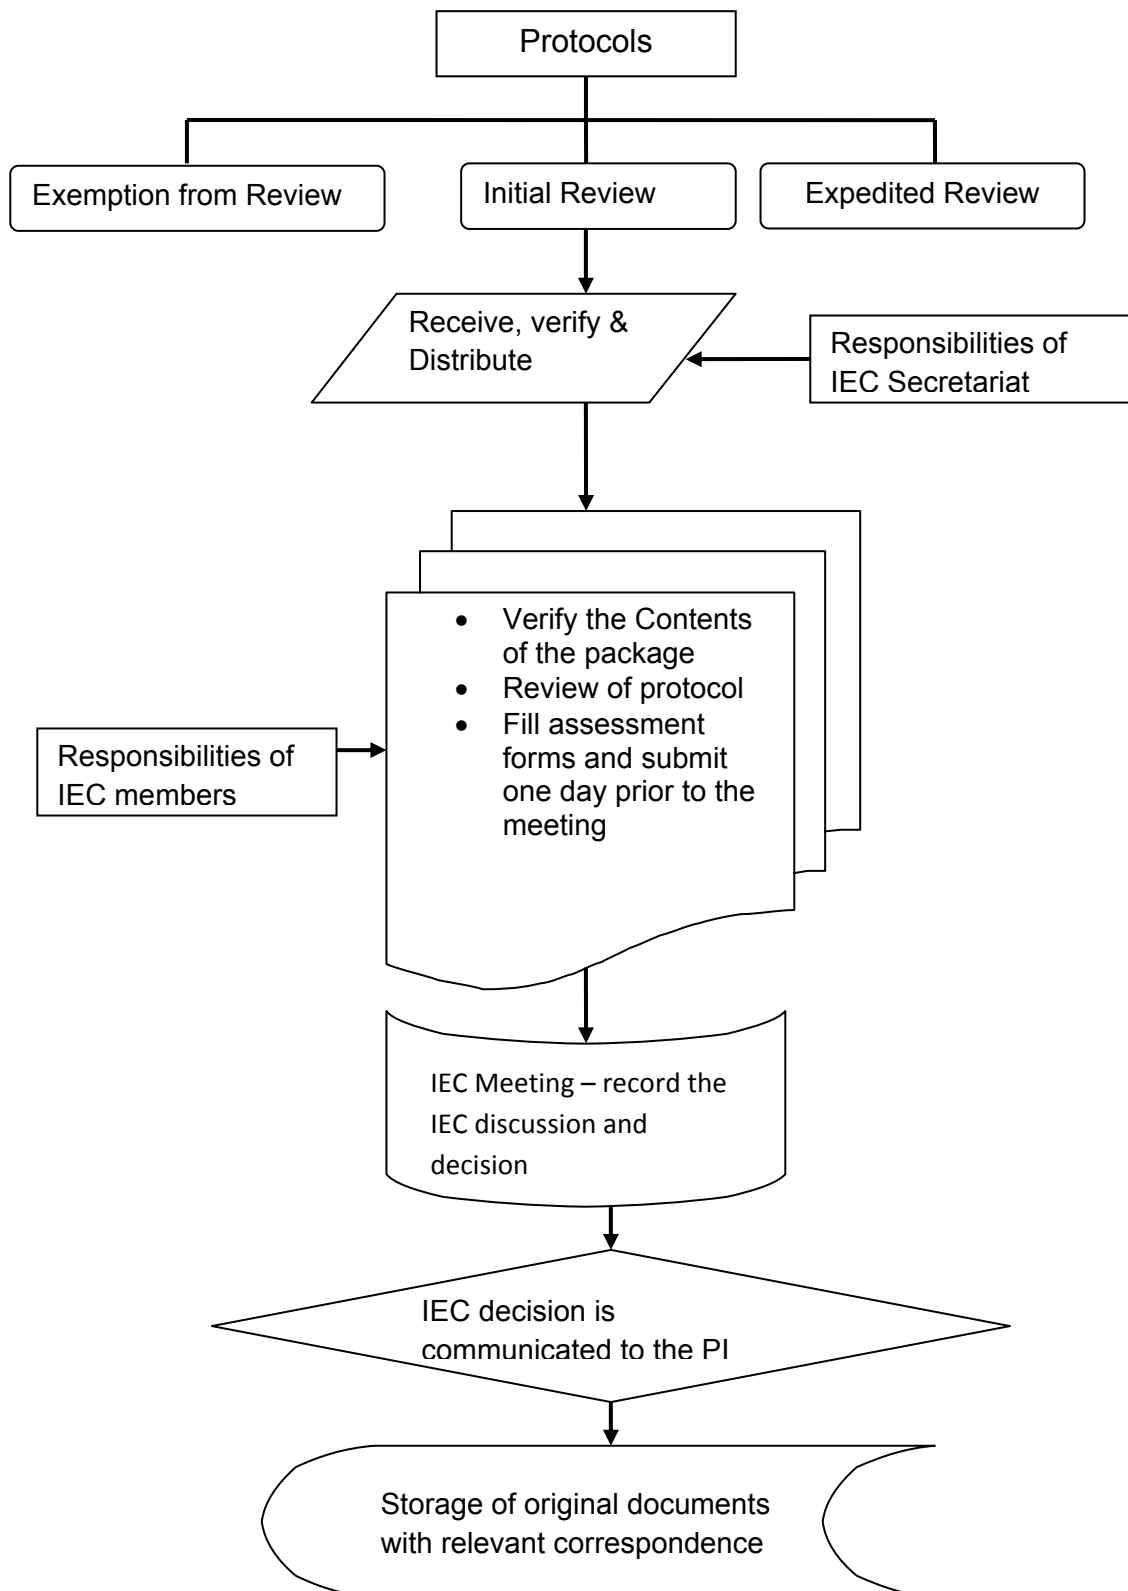 Protocols
Exemption from Review
Initial Review
Expedited Review
Receive, verify &
Distribute
Responsibilities of
IEC Secretariat
• Verify the Contents
of the package
• Review of protocol
• Fill assessment
forms and submit
one day prior to the
meeting
Responsibilities of
IEC members
IEC Meeting – record the
IEC discussion and
decision
IEC decision is
communicated to the PI
Storage of original documents
with relevant correspondence